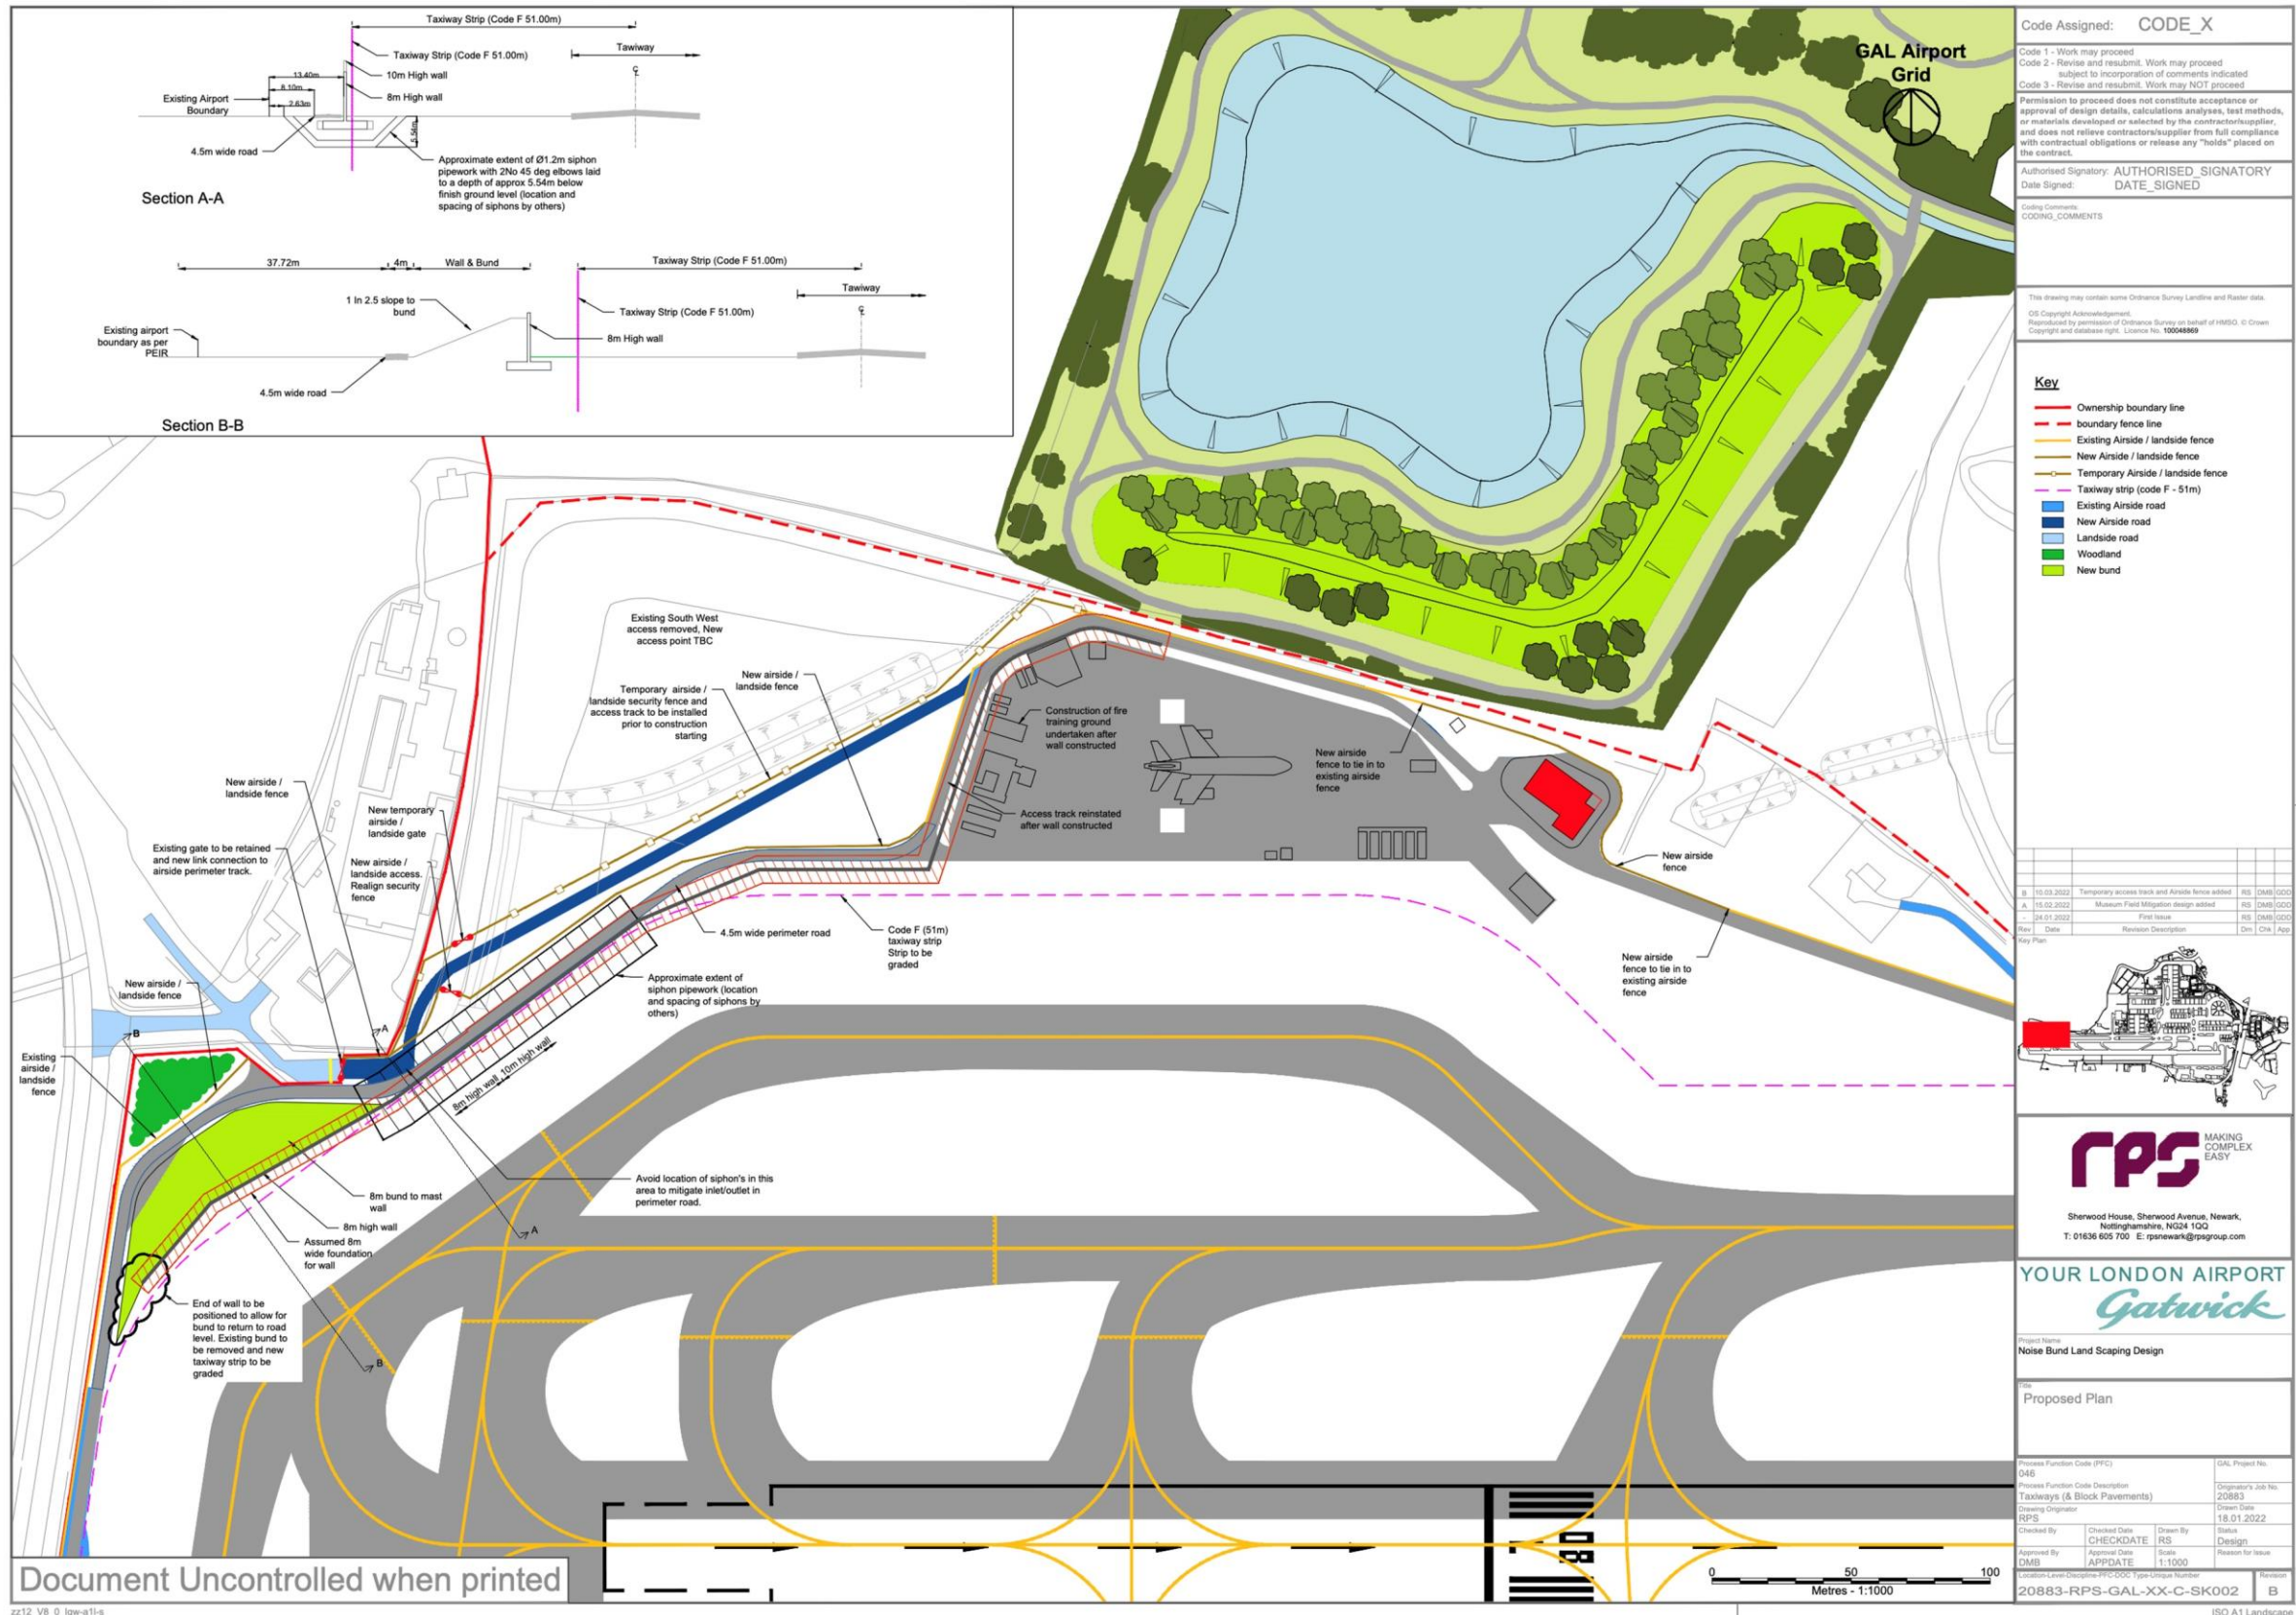 Taxiway Strip (Code F 51.00m)
Taxiway Strip (Code F 51.00m)
Tawiway
10m High wall
13.40m
8.10m
8m High wall
2.63m
Existing Airport
Boundary
5.54m
4.5m wide road
Approximate extent of Ø1.2m siphon
pipework with 2No 45 deg elbows laid
to a depth of approx 5.54m below
finish ground level (location and
spacing of siphons by others)
Section A-A
37.72m
4m
Wall & Bund
Taxiway Strip (Code F 51.00m)
Tawiway
1 In 2.5 slope to
bund
Taxiway Strip (Code F 51.00m)
Existing airport
boundary as per
PEIR
8m High wall
4.5m wide road
Section B-B
GAL Airport
Grid
Existing South West
access removed, New
access point TBC
New airside /
landside fence
Temporary airside /
landside security fence and
access track to be installed
prior to construction
starting
Construction of fire
training ground
undertaken after
wall constructed
New airside
fence to tie in to
existing airside
fence
New airside /
landside fence
New temporary
airside /
landside gate
Access track reinstated
after wall constructed
Existing gate to be retained
and new link connection to
airside perimeter track.
New airside /
landside access.
Realign security
fence
New airside
fence
4.5m wide perimeter road
Code F (51m)
taxiway strip
Strip to be
graded
New airside
fence to tie in to
existing airside
fence
Approximate extent of
siphon pipework (location
and spacing of siphons by
others)
New airside /
landside fence
A
B
Existing
airside /
landside
fence
8m high wall
10m high wall
Avoid location of siphon's in this
area to mitigate inlet/outlet in
perimeter road.
8m bund to mast
wall
8m high wall
A
Assumed 8m
wide foundation
for wall
End of wall to be
positioned to allow for
bund to return to road
level. Existing bund to
be removed and new
taxiway strip to be
graded
B
0
50
100
Metres - 1:1000
Document Uncontrolled when printed
zz12_V8_0_lgw-a1l-s
Code Assigned: CODE_X
Code 1 - Work may proceed
Code 2 - Revise and resubmit. Work may proceed
subject to incorporation of comments indicated
Code 3 - Revise and resubmit. Work may NOT proceed
Permission to proceed does not constitute acceptance or
approval of design details, calculations analyses, test methods,
or materials developed or selected by the contractor/supplier,
and does not relieve contractors/supplier from full compliance
with contractual obligations or release any "holds" placed on
the contract.
Authorised Signatory: AUTHORISED_SIGNATORY
Date Signed: DATE_SIGNED
Coding Comments.
CODING_COMMENTS
This drawing may contain some Ordnance Survey Landline and Raster data.
OS Copyright Acknowledgement.
Reproduced by permission of Ordnance Survey on behalf of HMSO. © Crown
Copyright and database right. Licence No. 100048869
Key
Ownership boundary line
boundary fence line
Existing Airside / landside fence
New Airside / landside fence
Temporary Airside / landside fence
Taxiway strip (code F - 51m)
Existing Airside road
New Airside road
Landside road
Woodland
New bund
B 10.03.2022 Temporary access track and Airside fence added RS DMB GDD
A 15.02.2022 Museum Field Mitigation design added RS DMB GDD
- 24.01.2022 First Issue RS DMB GDD
Rev Date Revision Description Drn Chk App
Key Plan
rps
MAKING
COMPLEX
EASY
Sherwood House, Sherwood Avenue, Newark,
Nottinghamshire, NG24 1QQ
T: 01636 605 700 E: rpsnewark@rpsgroup.com
YOUR LONDON AIRPORT
Gatwick
Project Name
Noise Bund Land Scaping Design
Title
Proposed Plan
Process Function Code (PFC)
046
GAL Project No.
Process Function Code Description
Taxiways (& Block Pavements)
Originator's Job No.
20883
Drawing Originator
RPS
Drawn Date
18.01.2022
Checked By
Checked Date
CHECKDATE
Drawn By
RS
Status
Design
Approved By
DMB
Approval Date
APPDATE
Scale
1:1000
Reason for Issue
Location-Level-Discipline-PFC-DOC Type-Unique Number
20883-RPS-GAL-XX-C-SK002
Revision
B
ISO A1 Landscape